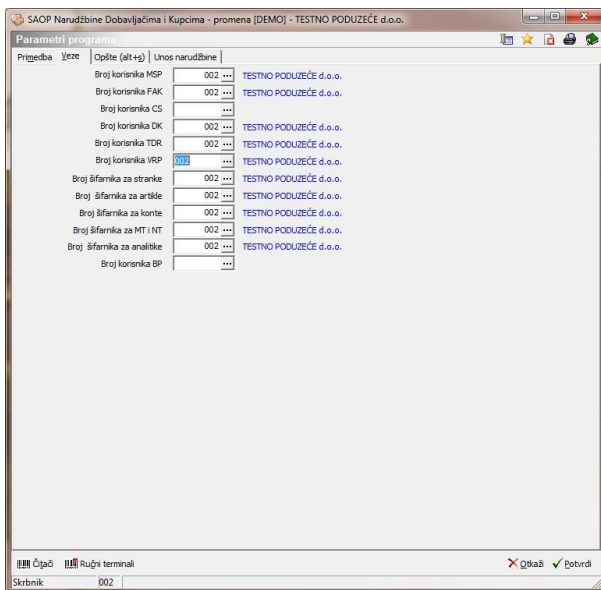 SAOP Narudžbine Dobavljačima i Kupcima - promena [DEMO] - TESTNO PODUZEĆE d.o.o.
Parametri programa
Primedba Veze Opšte (alt+s) Unos narudžbine
Broj korisnika MSP 002 ... TESTNO PODUZEĆE d.o.o.
Broj korisnika FAK 002 ... TESTNO PODUZEĆE d.o.o.
Broj korisnika CS ...
Broj korisnika DK 002 ... TESTNO PODUZEĆE d.o.o.
Broj korisnika TDR 002 ... TESTNO PODUZEĆE d.o.o.
Broj korisnika VRP 002 ... TESTNO PODUZEĆE d.o.o.
Broj šifarnika za stranke 002 ... TESTNO PODUZEĆE d.o.o.
Broj šifarnika za artikle 002 ... TESTNO PODUZEĆE d.o.o.
Broj šifarnika za konte 002 ... TESTNO PODUZEĆE d.o.o.
Broj šifarnika za MT i NT 002 ... TESTNO PODUZEĆE d.o.o.
Broj šifarnika za analitike 002 ... TESTNO PODUZEĆE d.o.o.
Broj korisnika BP ...
Čitači Ručni terminali Otkaži Potvrdi
Skrbnik 002